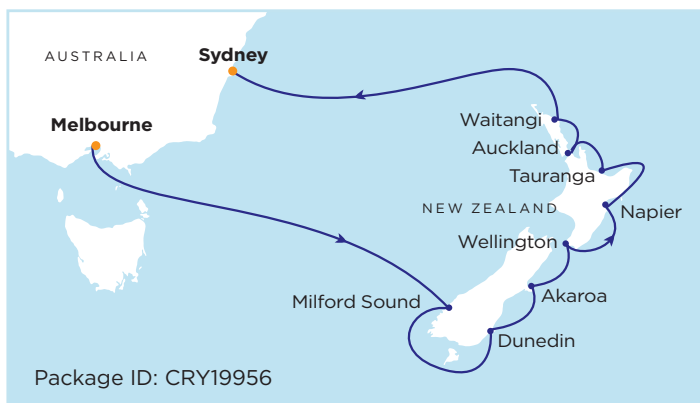 AUSTRALIA
Sydney
Melbourne
Waitangi
Auckland
Tauranga
NEW ZEALAND
Napier
Wellington
Milford Sound
Akaroa
Dunedin
Package ID: CRY19956